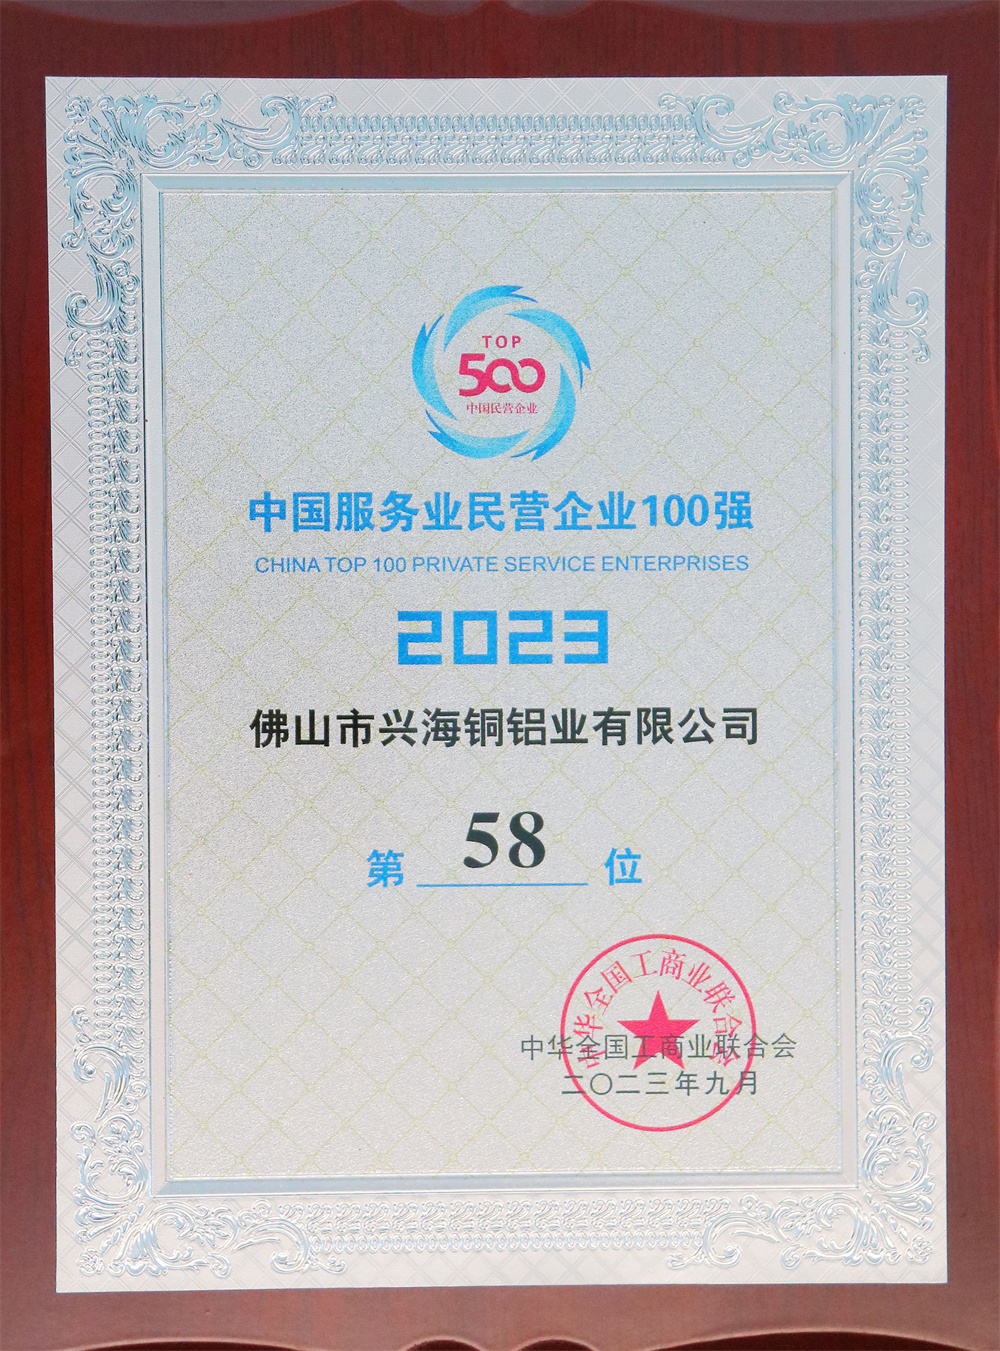 TOP
500
中国民营企业
中国服务业民营企业100强
CHINA TOP 100 PRIVATE SERVICE ENTERPRISES
2023
佛山市兴海铜铝业有限公司
第 58 位
中华全国工商业联合会
中华全国工商业联合会
二〇二三年九月